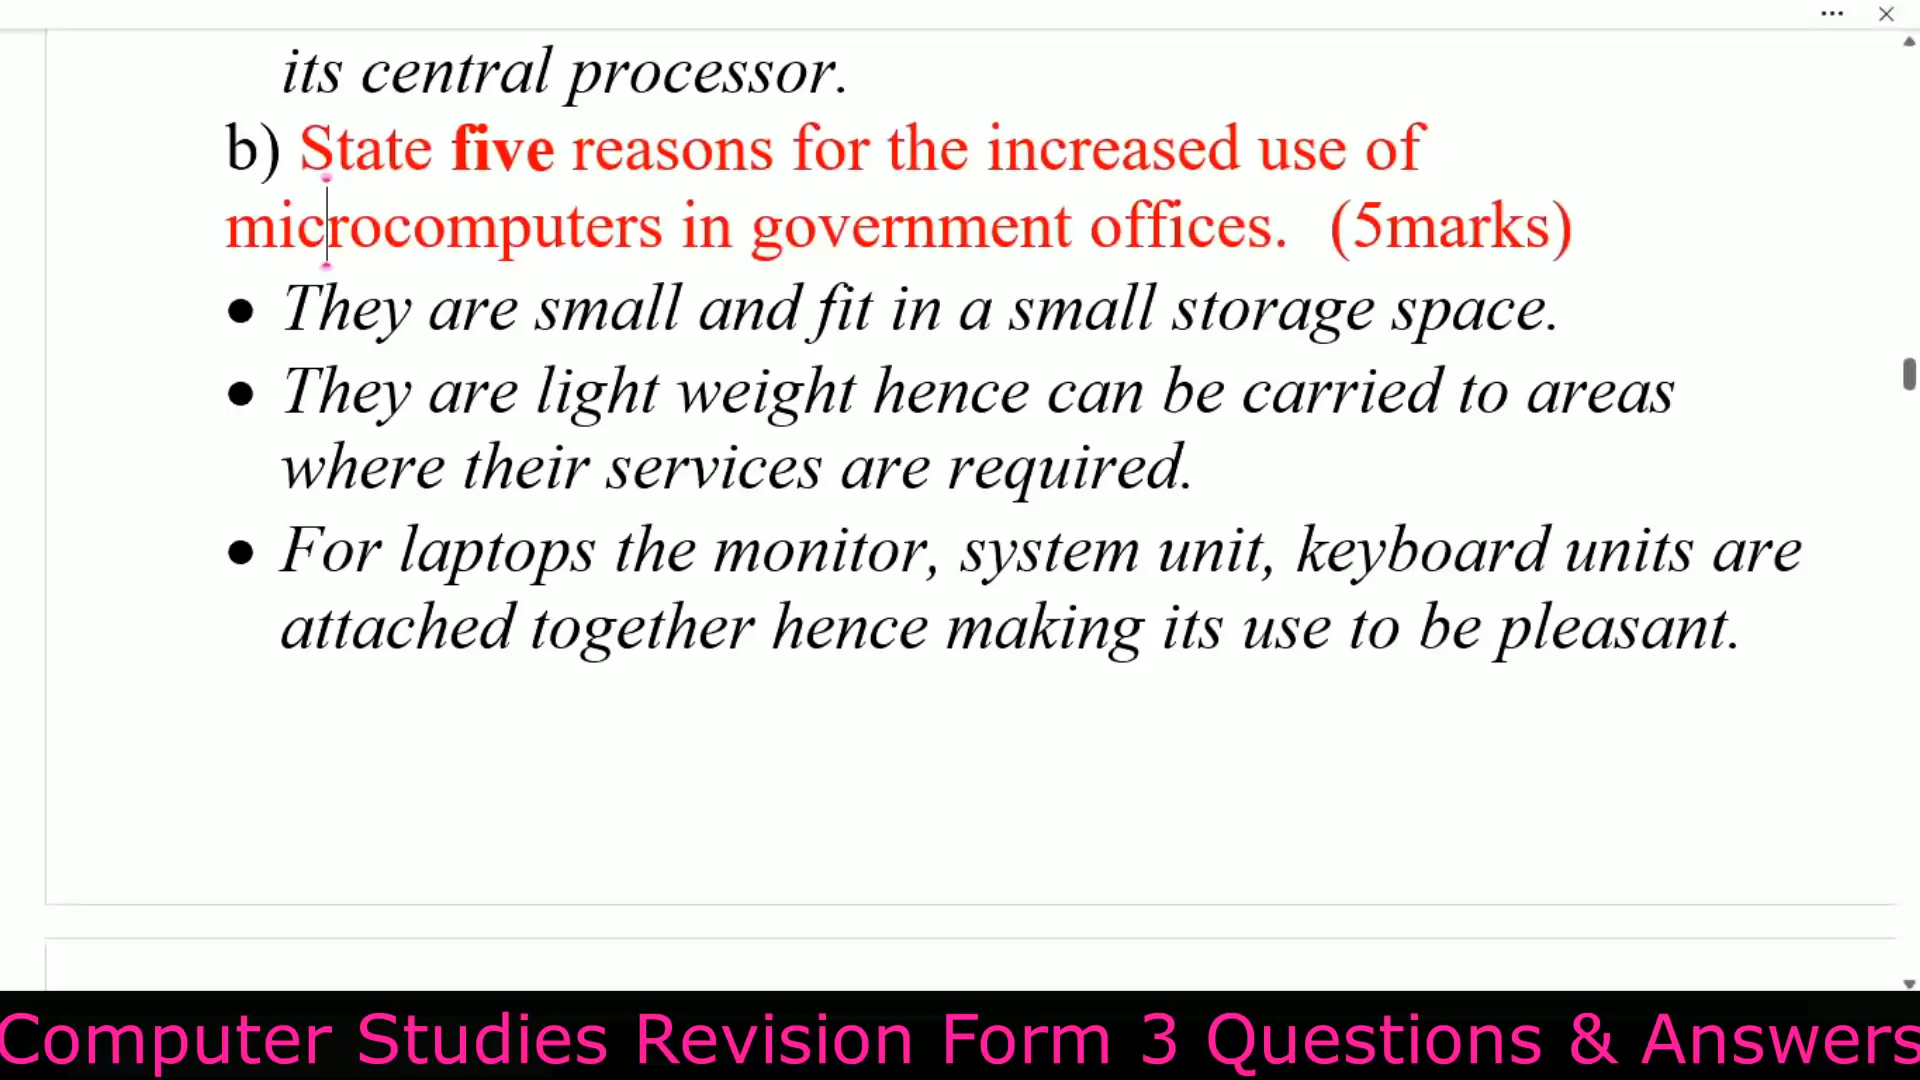 its central processor.
b) State five reasons for the increased use of
microcomputers in government offices. (5marks)
● They are small and fit in a small storage space.
● They are light weight hence can be carried to areas
where their services are required.
● For laptops the monitor, system unit, keyboard units are
attached together hence making its use to be pleasant.
Computer Studies Revision Form 3 Questions & Answers